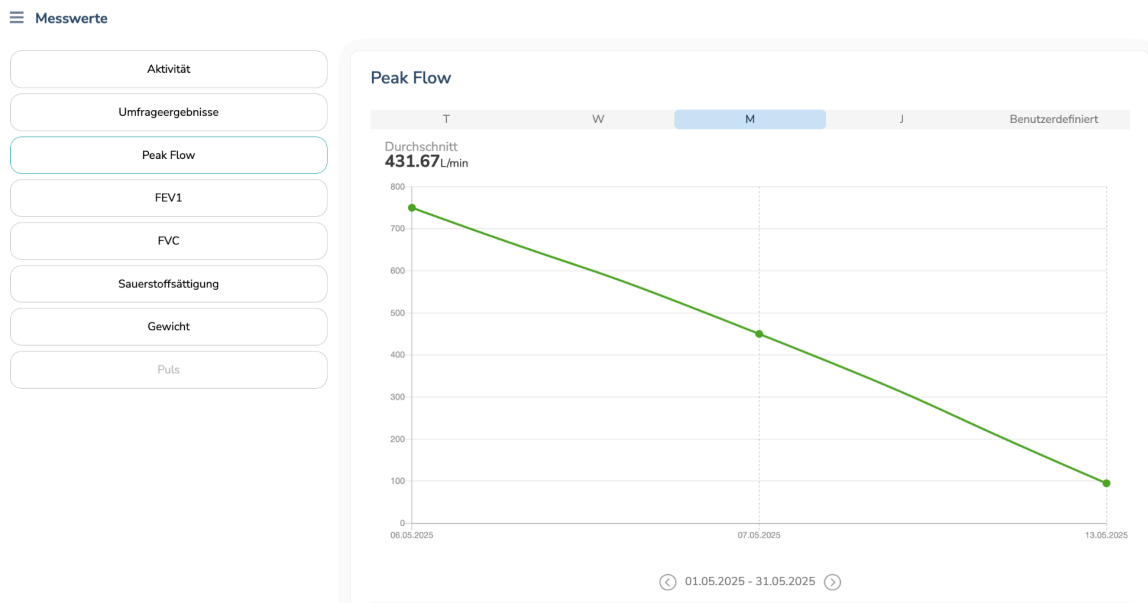 Messwerte
Aktivität
Umfrageergebnisse
Peak Flow
FEV1
FVC
Sauerstoffsättigung
Gewicht
Puls
Peak Flow
T W M J Benutzerdefiniert
Durchschnitt
431.67L/min
800
700
600
500
400
300
200
100
0
06.05.2025 07.05.2025 13.05.2025
01.05.2025 - 31.05.2025